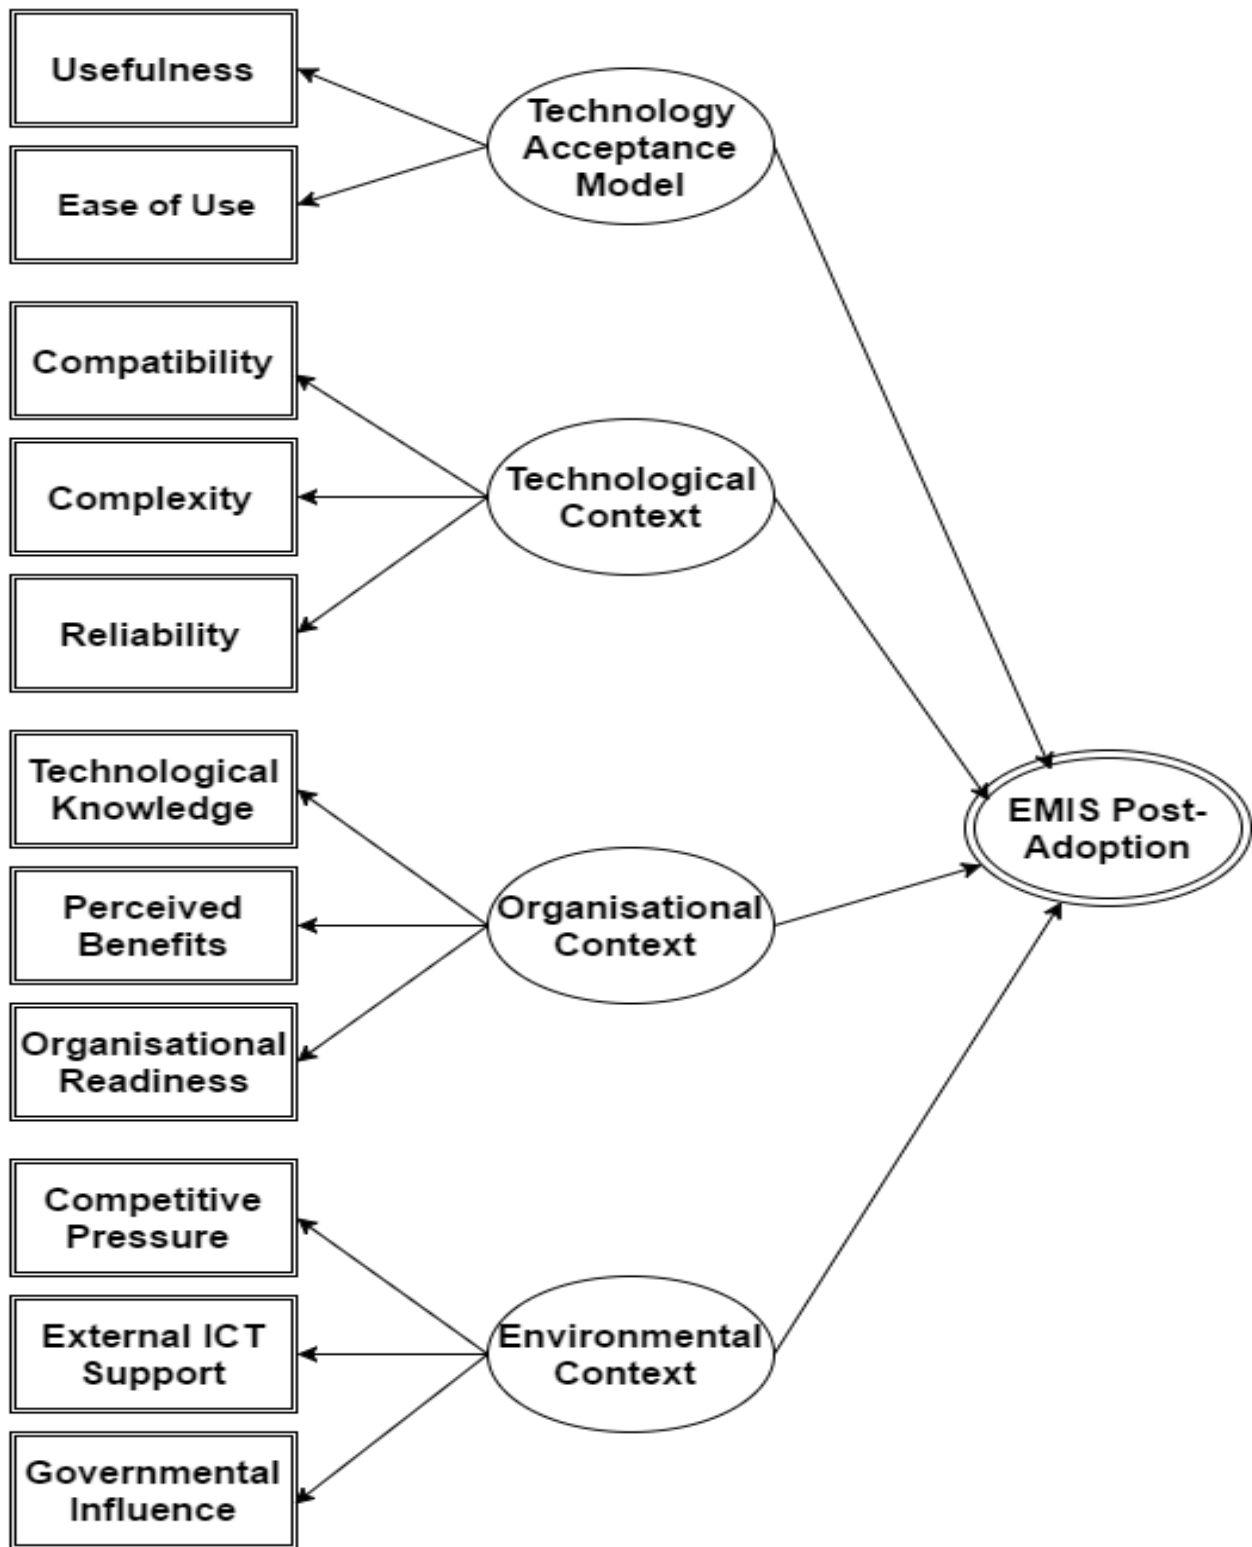 Usefulness
Ease of Use
Technology
Acceptance
Model
Compatibility
Complexity
Reliability
Technological
Context
Technological
Knowledge
Perceived
Benefits
Organisational
Readiness
Organisational
Context
Competitive
Pressure
External ICT
Support
Governmental
Influence
Environmental
Context
EMIS Post-
Adoption